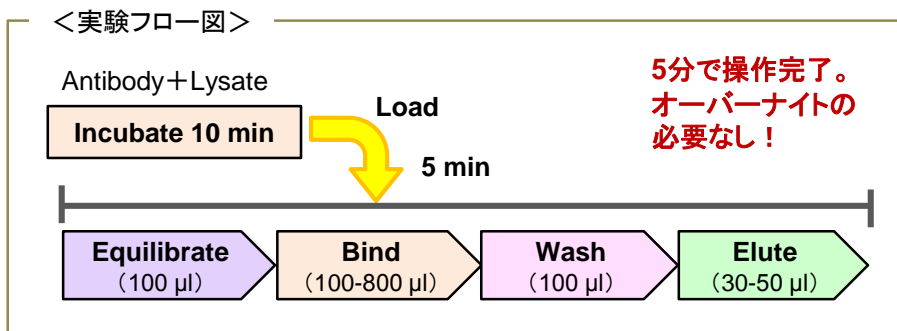 ＜実験フロー図＞
Antibody＋Lysate
Incubate 10 min
Load
5 min
5分で操作完了。
オーバーナイトの
必要なし！
Equilibrate
（100 µl）
Bind
（100-800 µl）
Wash
（100 µl）
Elute
（30-50 µl）